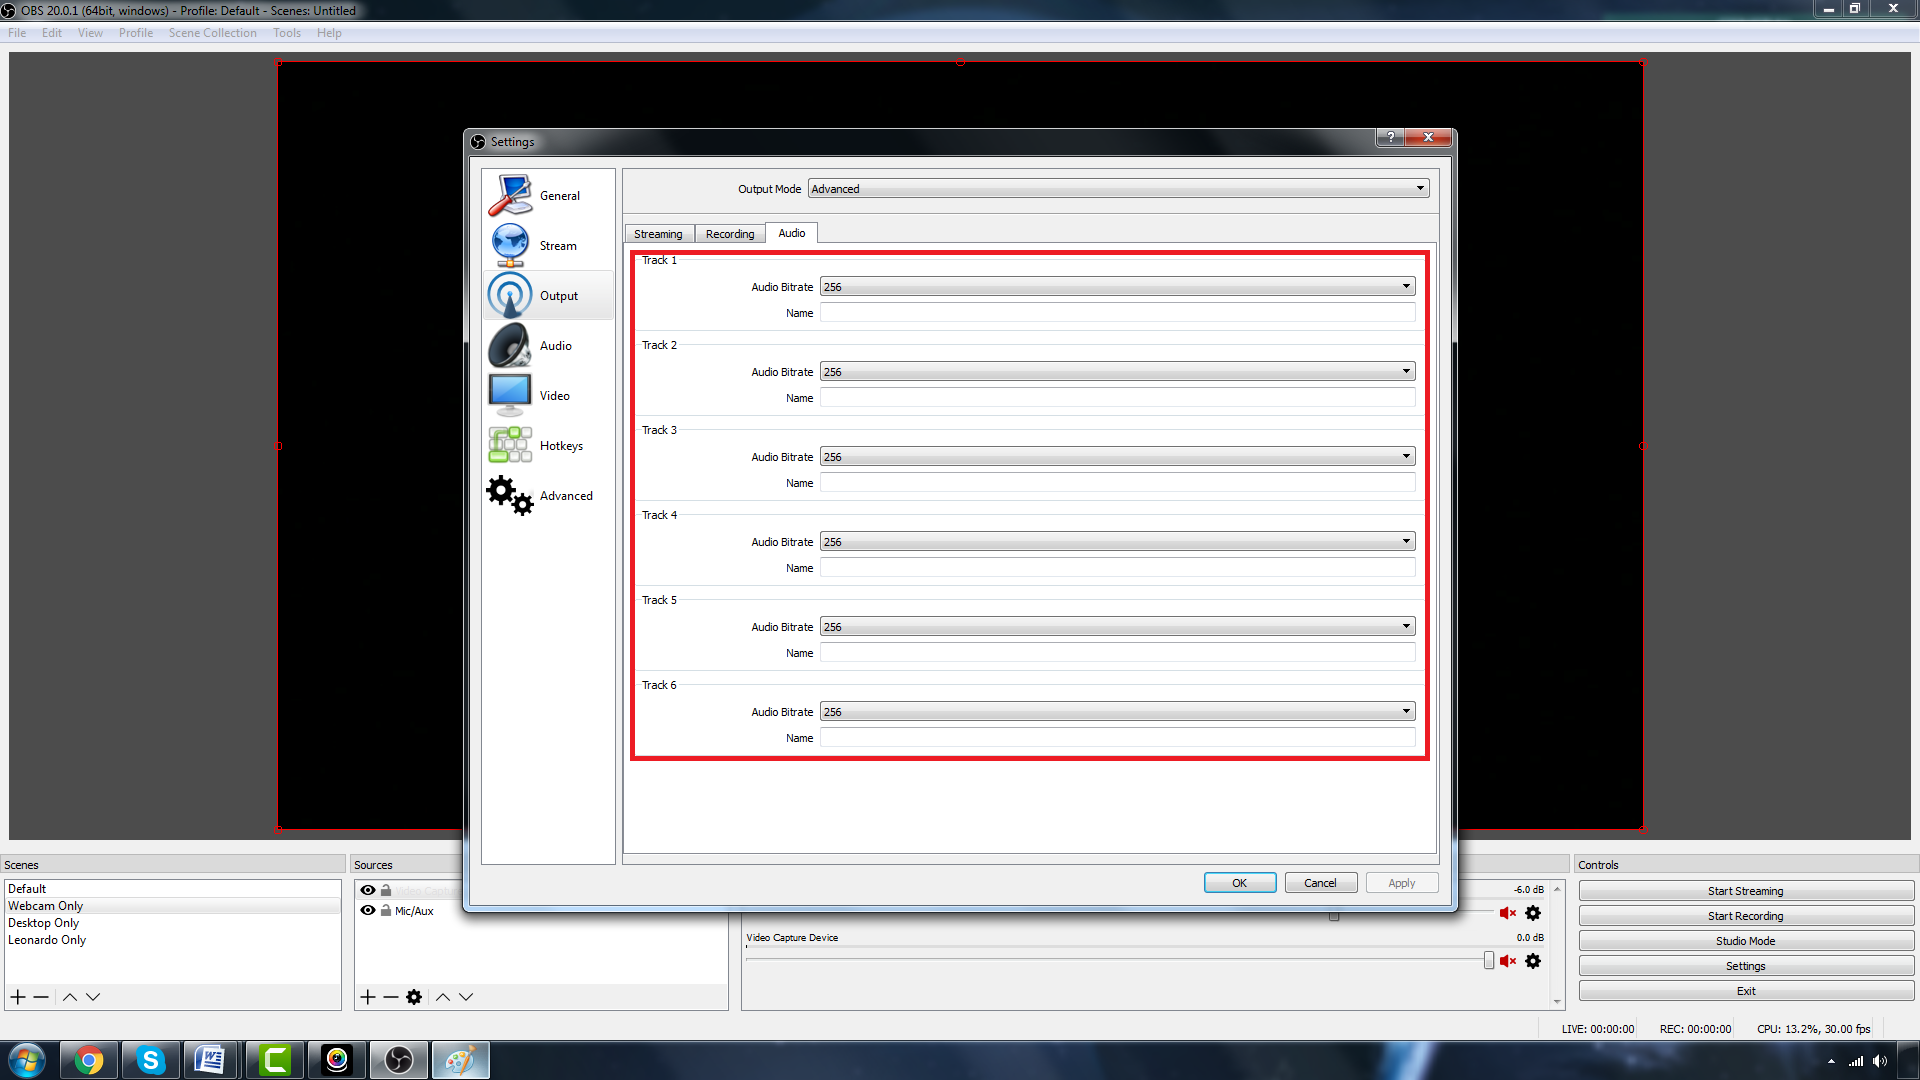 OBS 20.0.1 (64bit, windows) - Profile: Default - Scenes: Untitled
File Edit View Profile Scene Collection Tools Help
Settings
?
General
Stream
Output
Audio
Video
Hotkeys
Advanced
Output Mode Advanced
Streaming Recording Audio
Track 1
Audio Bitrate 256
Name
Track 2
Audio Bitrate 256
Name
Track 3
Audio Bitrate 256
Name
Track 4
Audio Bitrate 256
Name
Track 5
Audio Bitrate 256
Name
Track 6
Audio Bitrate 256
Name
OK Cancel Apply
Scenes
Default
Webcam Only
Desktop Only
Leonardo Only
Sources
Video Capture
Mic/Aux
-6.0 dB
Video Capture Device 0.0 dB
Controls
Start Streaming
Start Recording
Studio Mode
Settings
Exit
LIVE: 00:00:00 REC: 00:00:00 CPU: 13.2%, 30.00 fps